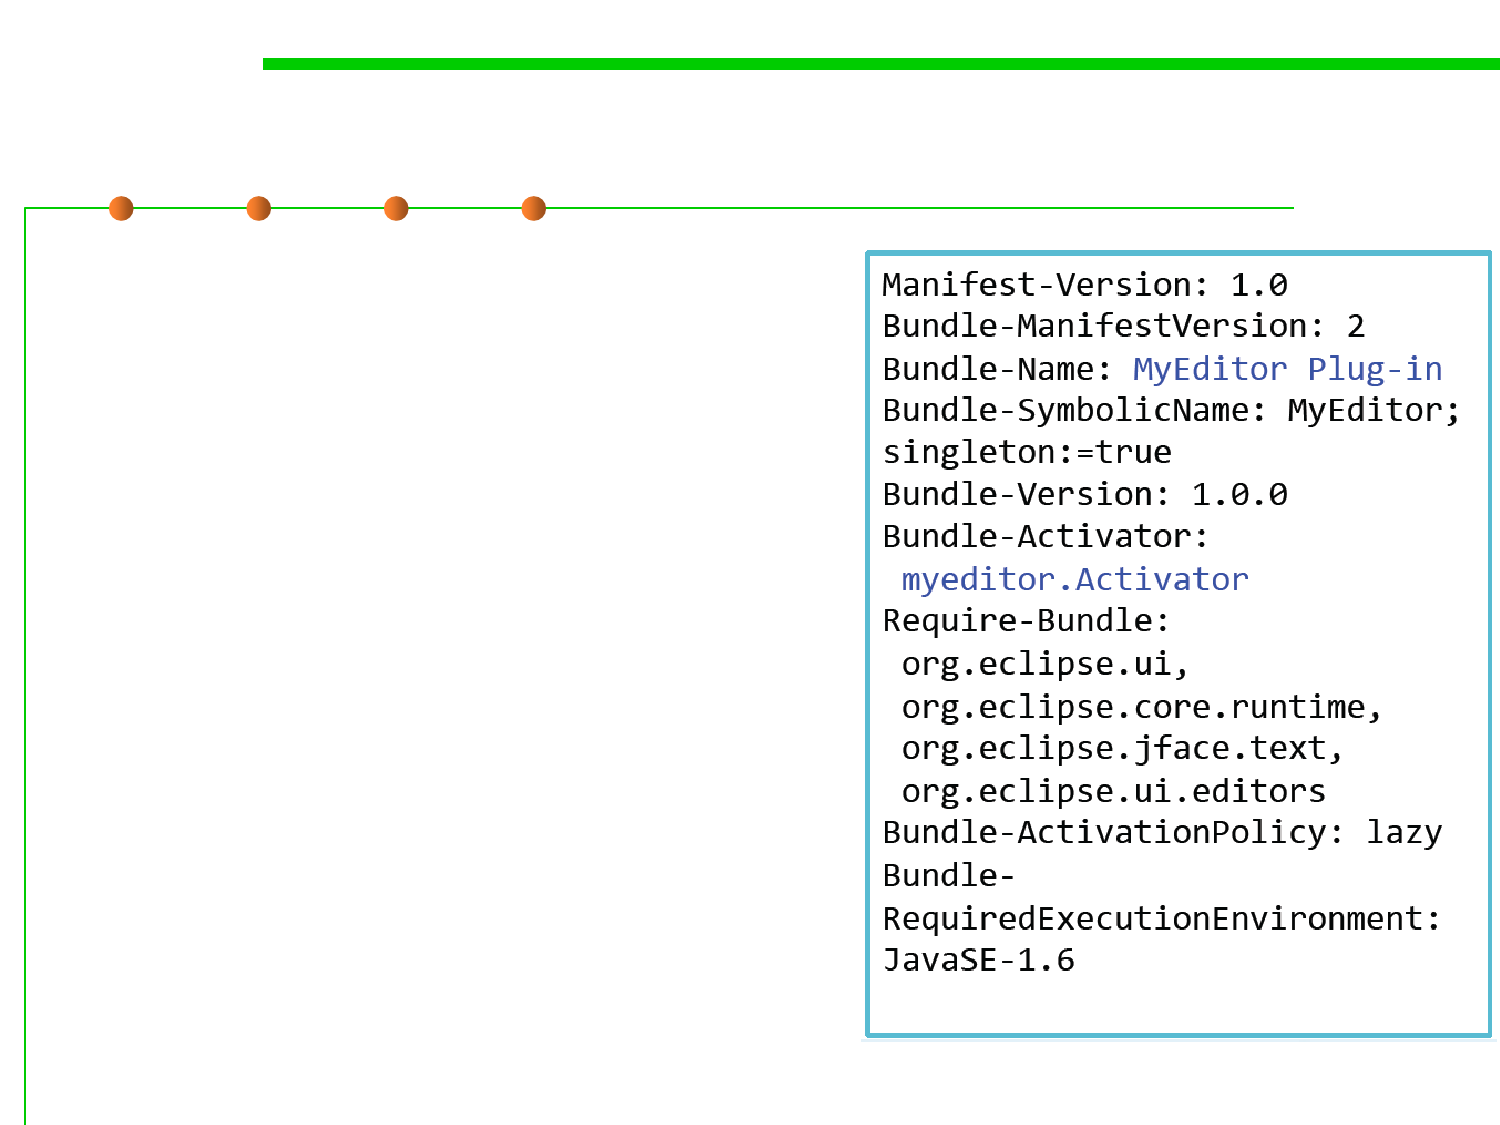 Manifest-Version: 1.0
Bundle-ManifestVersion: 2
Bundle-Name: MyEditor Plug-in
Bundle-SymbolicName: MyEditor;
singleton:=true
Bundle-Version: 1.0.0
Bundle-Activator:
 myeditor.Activator
Require-Bundle:
 org.eclipse.ui,
 org.eclipse.core.runtime,
 org.eclipse.jface.text,
 org.eclipse.ui.editors
Bundle-ActivationPolicy: lazy
Bundle-
RequiredExecutionEnvironment:
JavaSE-1.6